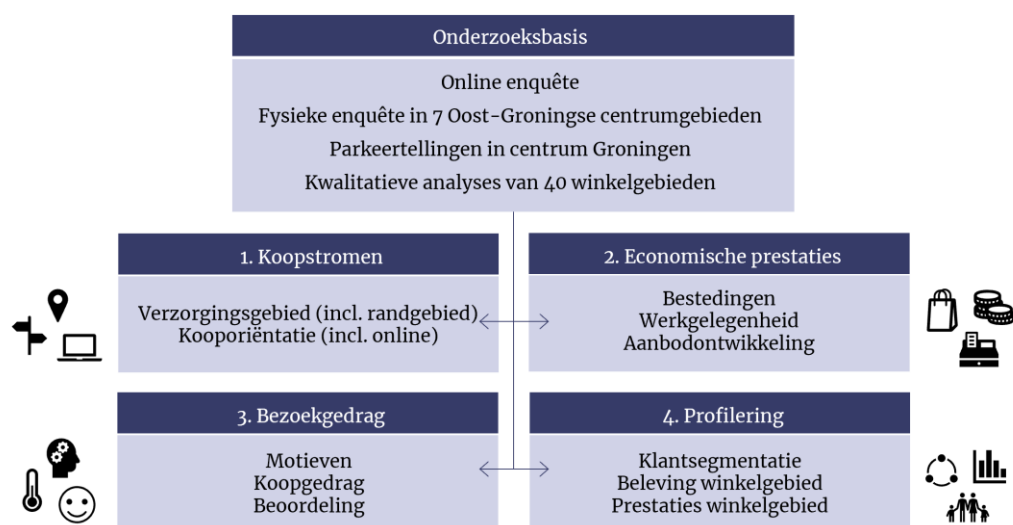 Onderzoeksbasis
Online enquête
Fysieke enquête in 7 Oost-Groningse centrumgebieden
Parkeertellingen in centrum Groningen
Kwalitatieve analyses van 40 winkelgebieden
1. Koopstromen
Verzorgingsgebied (incl. randgebied)
Kooporiëntatie (incl. online)
2. Economische prestaties
Bestedingen
Werkgelegenheid
Aanbodontwikkeling
3. Bezoekgedrag
Motieven
Koopgedrag
Beoordeling
4. Profilering
Klantsegmentatie
Beleving winkelgebied
Prestaties winkelgebied